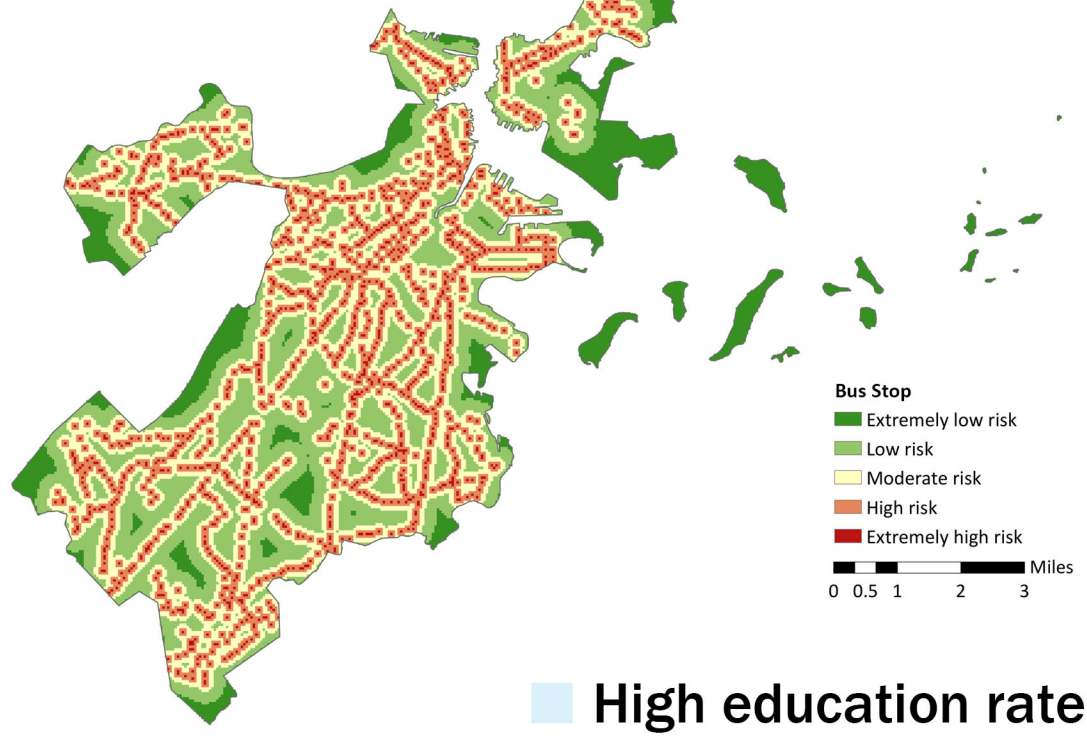 Bus Stop
Extremely low risk
Low risk
Moderate risk
High risk
Extremely high risk
Miles
0 0.5 1 2 3
High education rate